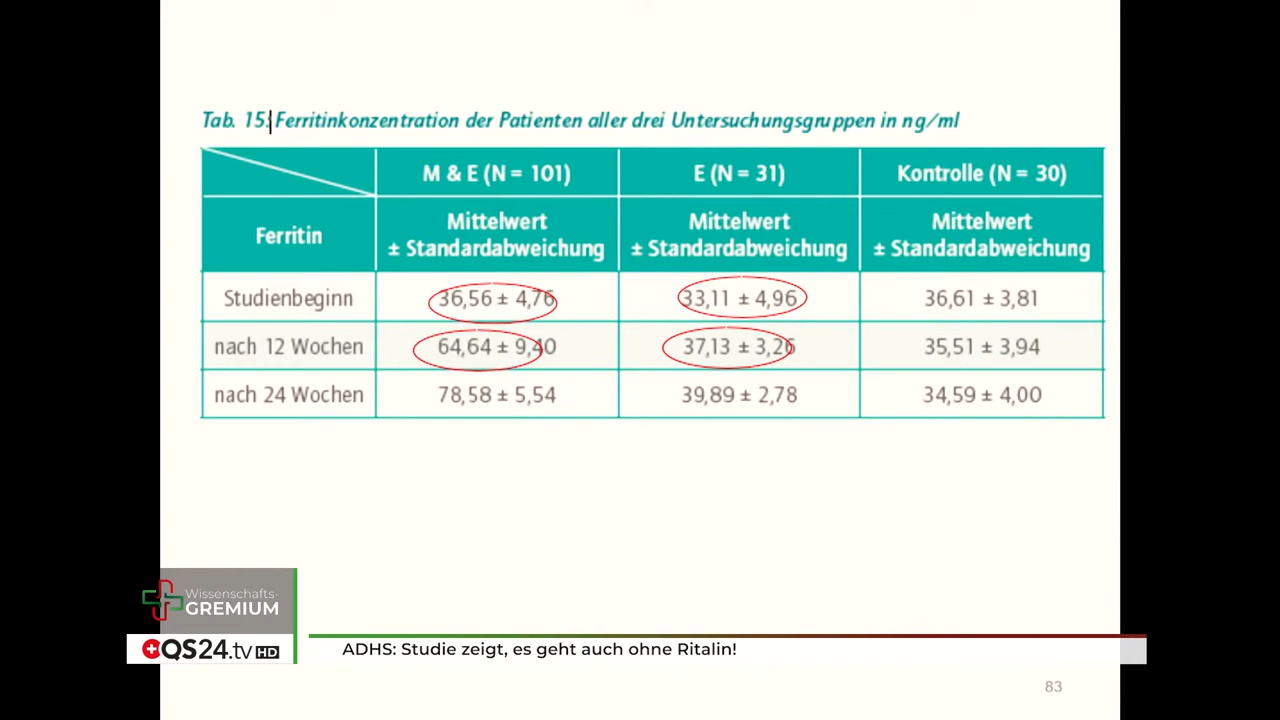 Tab. 15: Ferritinkonzentration der Patienten aller drei Untersuchungsgruppen in ng/ml
M & E (N = 101) E (N = 31) Kontrolle (N = 30)
Ferritin Mittelwert ± Standardabweichung Mittelwert ± Standardabweichung Mittelwert ± Standardabweichung
Studienbeginn 36,56 ± 4,76 33,11 ± 4,96 36,61 ± 3,81
nach 12 Wochen 64,64 ± 9,40 37,13 ± 3,26 35,51 ± 3,94
nach 24 Wochen 78,58 ± 5,54 39,89 ± 2,78 34,59 ± 4,00
Wissenschafts-
GREMIUM
QS24.tv HD
ADHS: Studie zeigt, es geht auch ohne Ritalin!
83